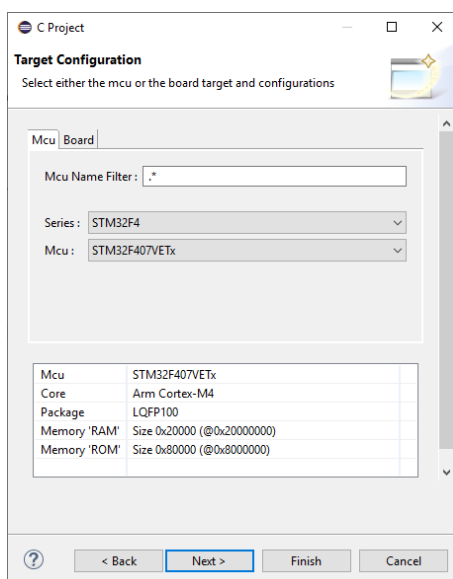 C Project
Target Configuration
Select either the mcu or the board target and configurations
Mcu Board
Mcu Name Filter : .*
Series : STM32F4
Mcu : STM32F407VETx
Mcu STM32F407VETx
Core Arm Cortex-M4
Package LQFP100
Memory 'RAM' Size 0x20000 (@0x20000000)
Memory 'ROM' Size 0x80000 (@0x8000000)
? < Back Next > Finish Cancel